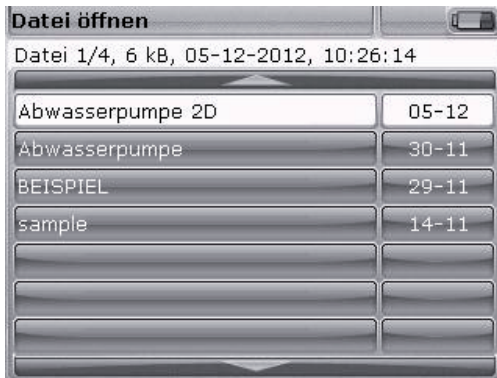 Datei öffnen
Datei 1/4, 6 kB, 05-12-2012, 10:26:14
Abwasserpumpe 2D 05-12
Abwasserpumpe 30-11
BEISPIEL 29-11
sample 14-11